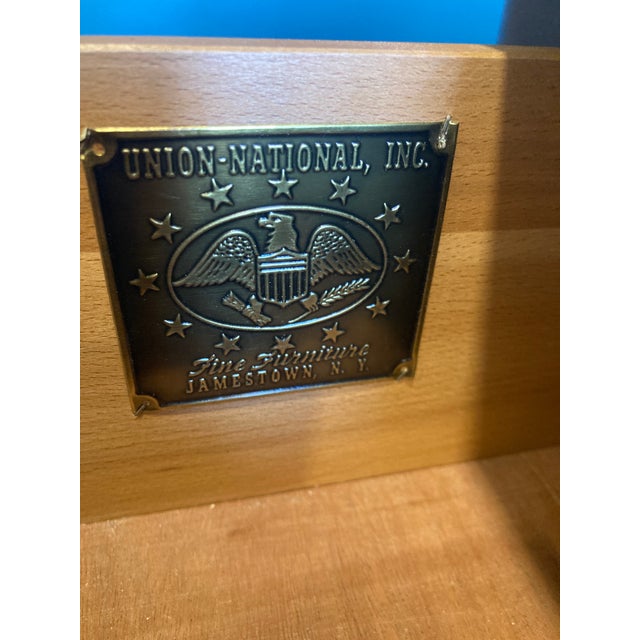 UNION-NATIONAL, INC.
Fine Furniture
JAMESTOWN, N. Y.